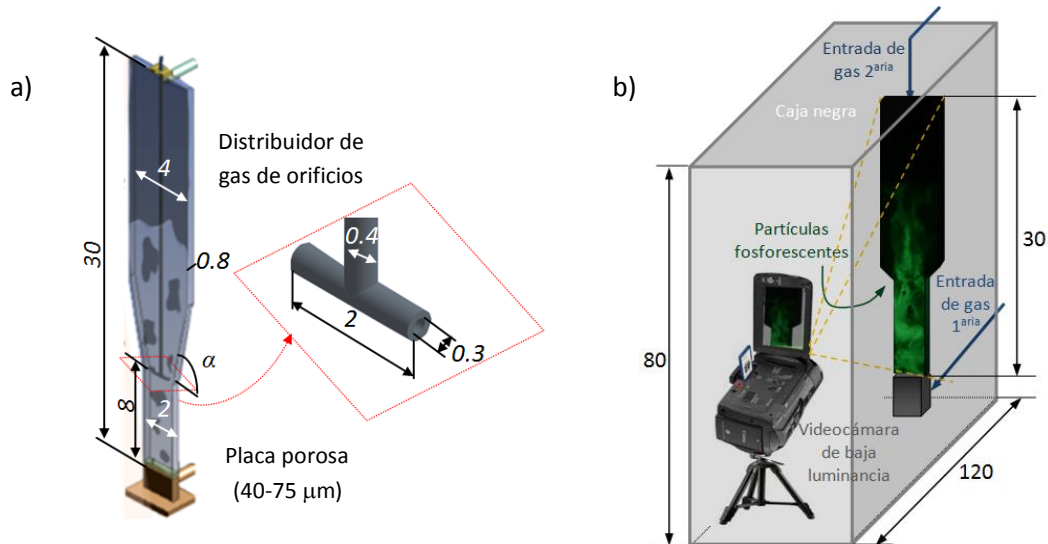 a)
30
4
0.8
α
8
2
Distribuidor de
gas de orificios
0.4
2
0.3
Placa porosa
(40-75 μm)
b)
Entrada de
gas 2aria
Caja negra
Partículas
fosforescentes
30
Entrada de gas
1aria
80
Videocámara
de baja
luminancia
120